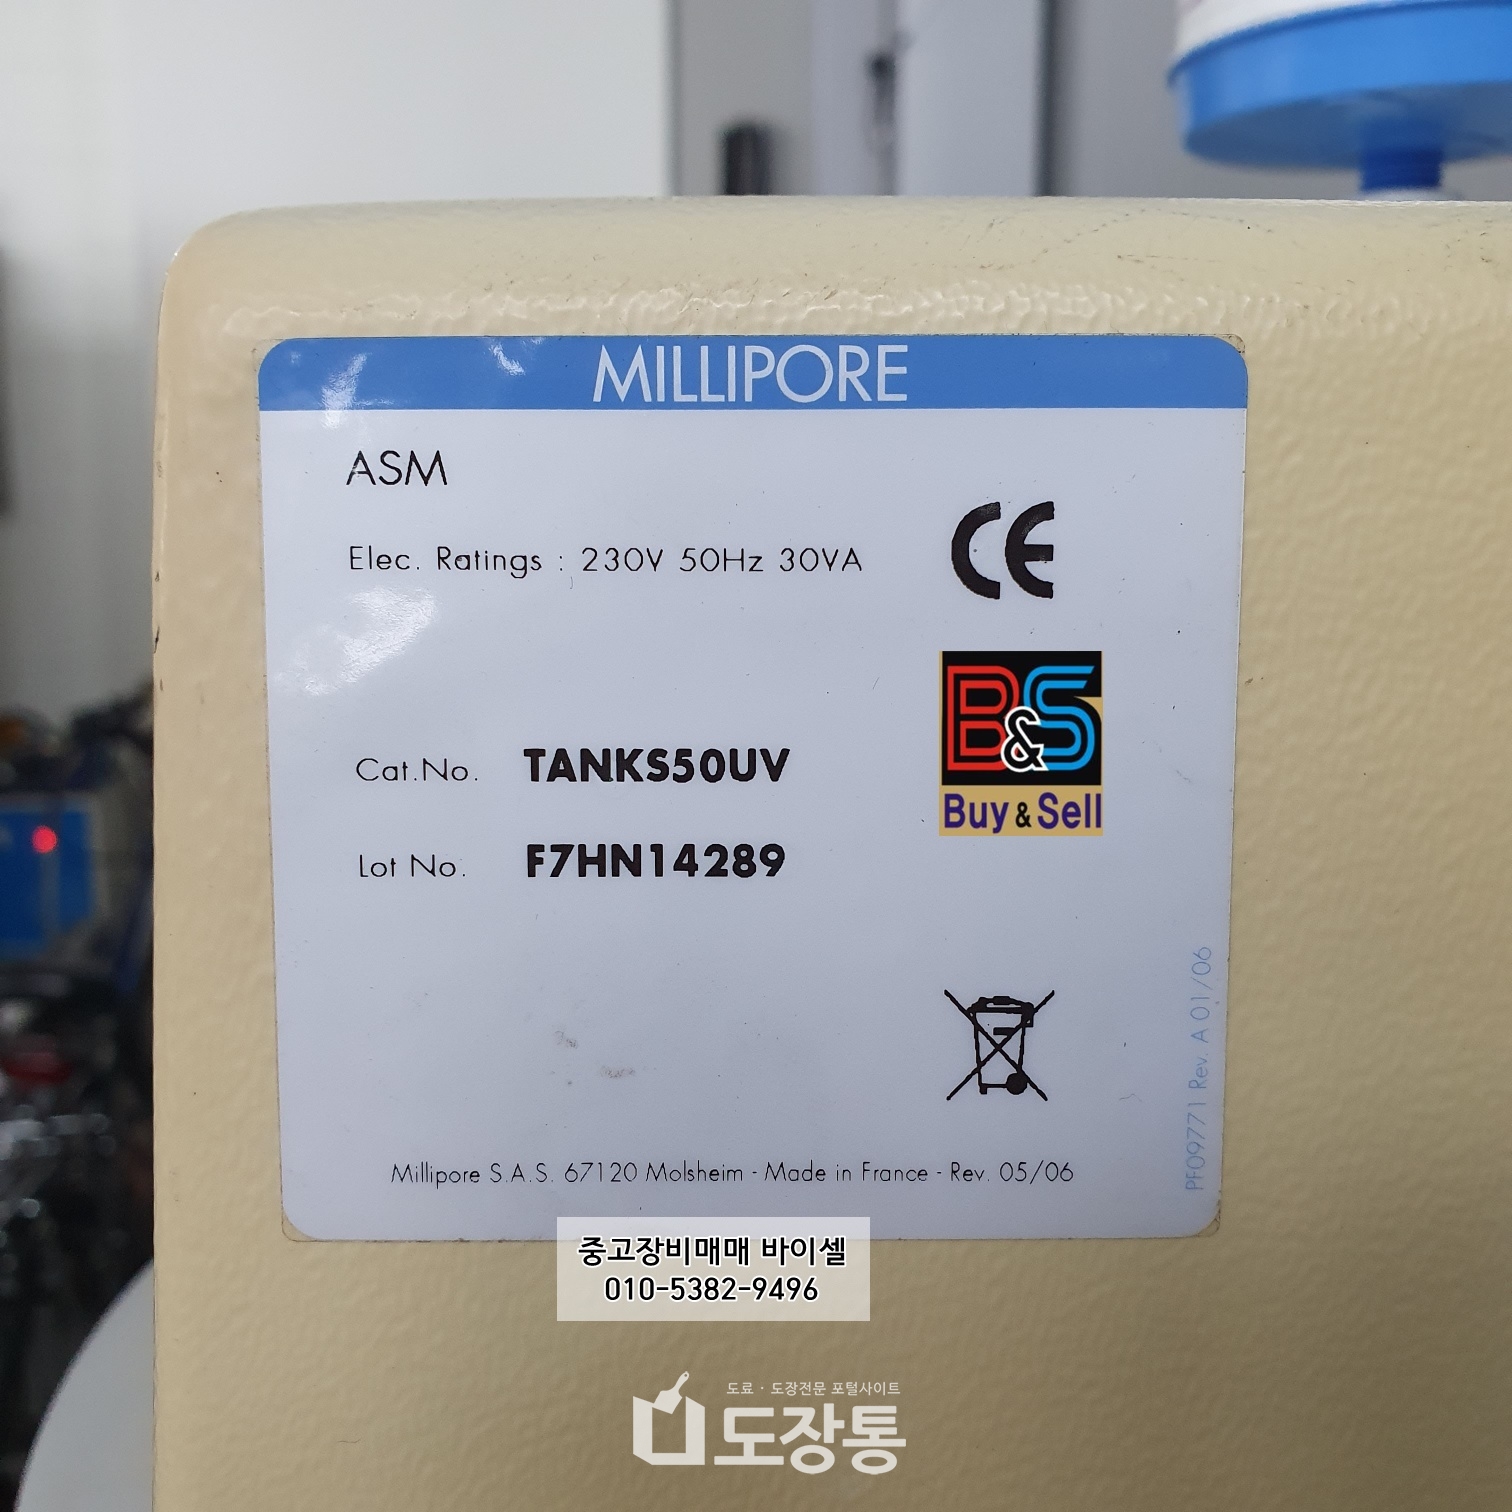 MILLIPORE
ASM
Elec. Ratings : 230V 50Hz 30VA
CE
B&S
Buy & Sell
Cat.No. TANKS50UV
Lot No. F7HN14289
PF09771 Rev. A 01/06
Millipore S.A.S. 67120 Molsheim - Made in France - Rev. 05/06
중고장비매매 바이셀
010-5382-9496
도료 · 도장전문 포털사이트
도장통